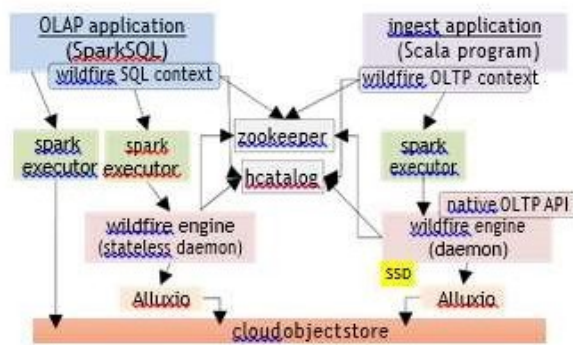 OLAP application
(SparkSQL)
wildfire SQL context
ingest application
(Scala program)
wildfire OLTP context
zookeeper
hcatalog
spark
executor
spark
executor
spark
executor
native OLTP API
wildfire engine
(stateless daemon)
wildfire engine
(daemon)
SSD
Alluxio
Alluxio
cloudobjectstore